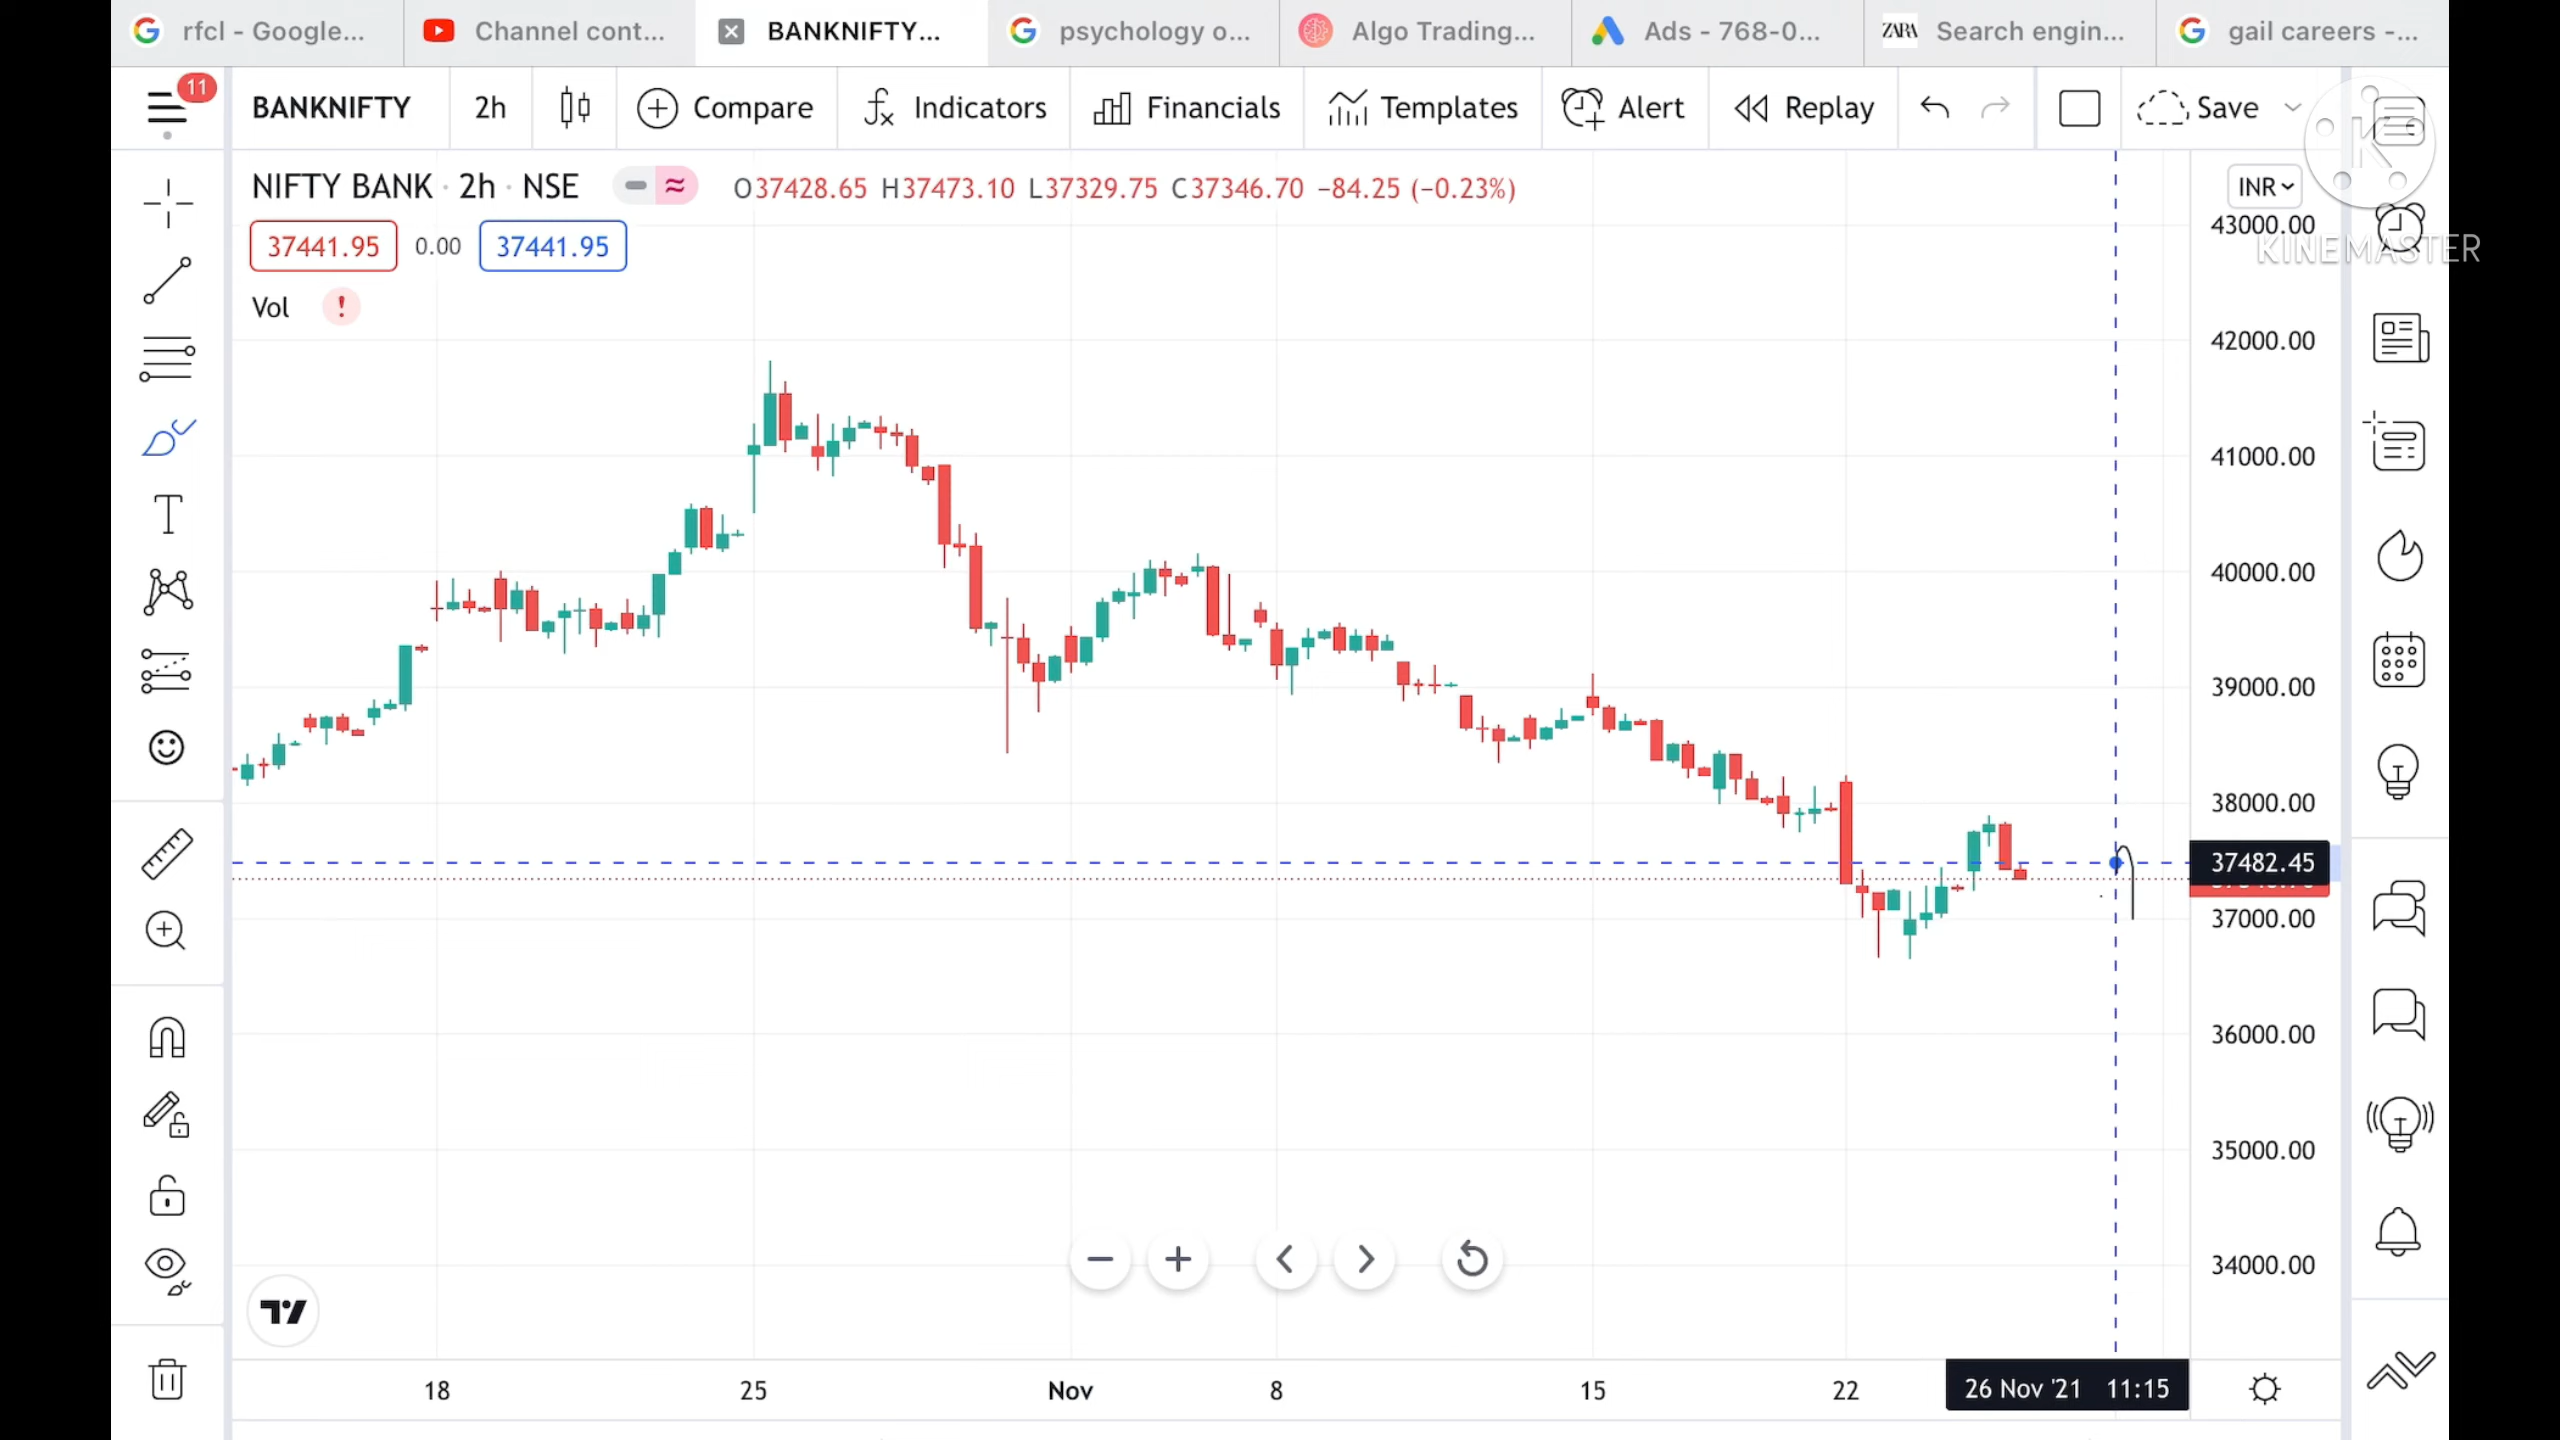 rfcl - Google...
Channel cont...
BANKNIFTY...
psychology o...
Algo Trading...
Ads - 768-0...
ZARA Search engin...
gail careers -...
11
BANKNIFTY 2h Compare Indicators Financials Templates Alert Replay Save
NIFTY BANK · 2h · NSE O37428.65 H37473.10 L37329.75 C37346.70 −84.25 (−0.23%)
INR
K
KINEMASTER
37441.95 0.00 37441.95
Vol !
43000.00
42000.00
41000.00
40000.00
39000.00
38000.00
37482.45
37000.00
36000.00
35000.00
34000.00
18 25 Nov 8 15 22 26 Nov '21 11:15